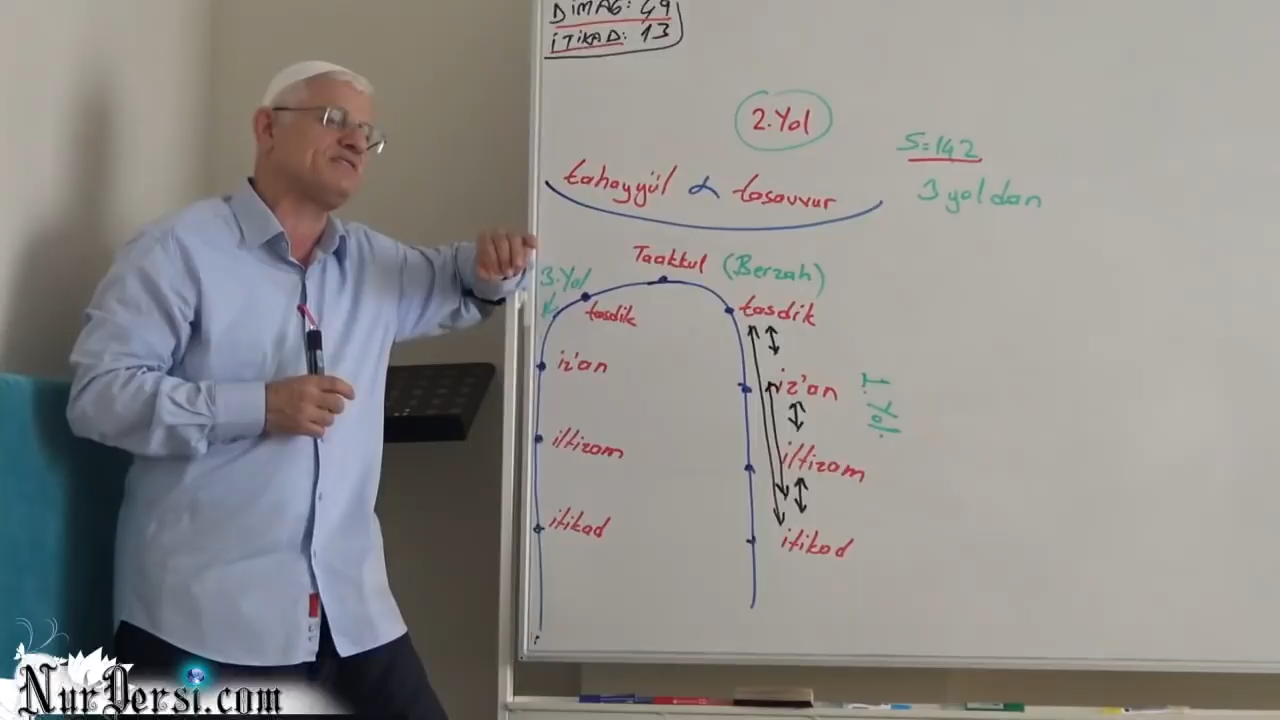 DİMAĞ: 49
İTİKAD: 13
2.Yol
S=142
3 yoldan
tahayyül & tasavvur
Taakkul (Berzah)
3.Yol
tasdik
tasdik
iz'an
iz'an
1. Yol.
iltizam
iltizam
itikad
itikad
NurDersi.com